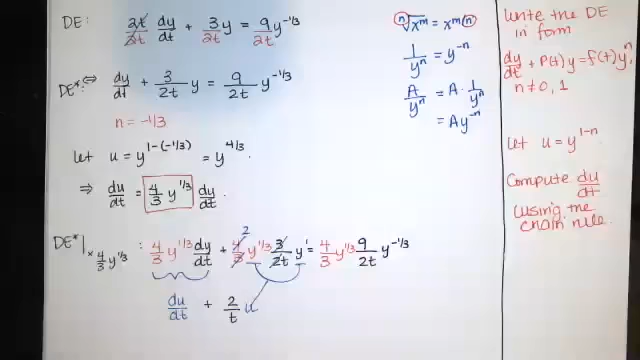 DE: 2t/2t dy/dt + 3/2t y = 9/2t y^{-1/3}
DE*: ⇔ dy/dt + 3/2t y = 9/2t y^{-1/3}
n = -1/3
let u = y^{1-(-1/3)} = y^{4/3}
⇒ du/dt = 4/3 y^{1/3} dy/dt.
DE*|_{× 4/3 y^{1/3}} : 4/3 y^{1/3} dy/dt + 4/3 y^{1/3} 3/2t y^1 = 4/3 y^{1/3} 9/2t y^{-1/3}
2
du/dt + 2/t u
ⁿ√x^m = x^{m/n}
1/y^n = y^{-n}
A/y^n = A · 1/y^n
= Ay^{-n}
Write the DE
in form
dy/dt + P(t)y = f(t)y^n,
n ≠ 0, 1
let u = y^{1-n}
Compute du/dt
(using the
chain rule.